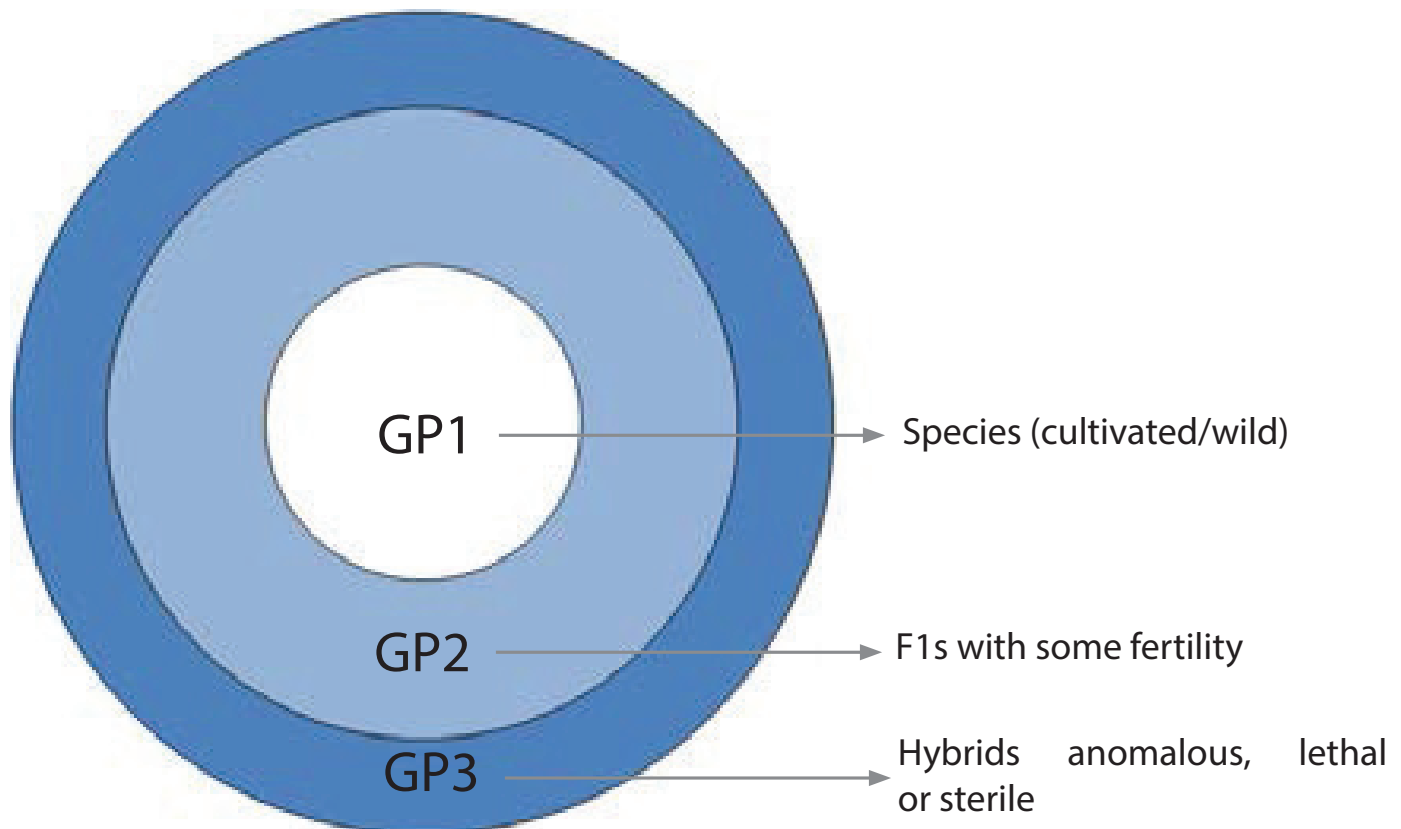 GP1
Species (cultivated/wild)
GP2
F1s with some fertility
GP3
Hybrids anomalous, lethal
or sterile